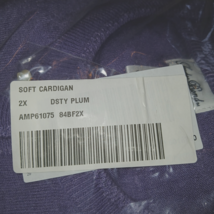 SOFT CARDIGAN
2X DSTY PLUM
AMP61075 84BF2X